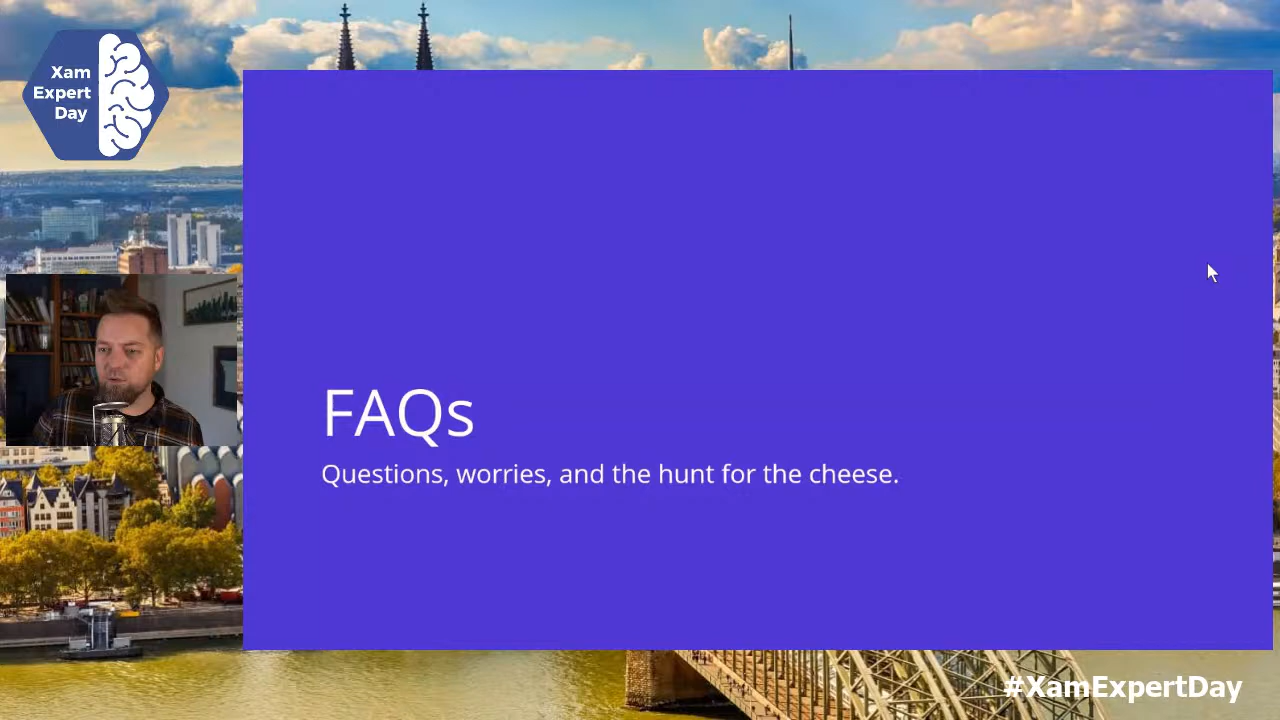 Xam
Expert
Day
FAQs
Questions, worries, and the hunt for the cheese.
#XamExpertDay